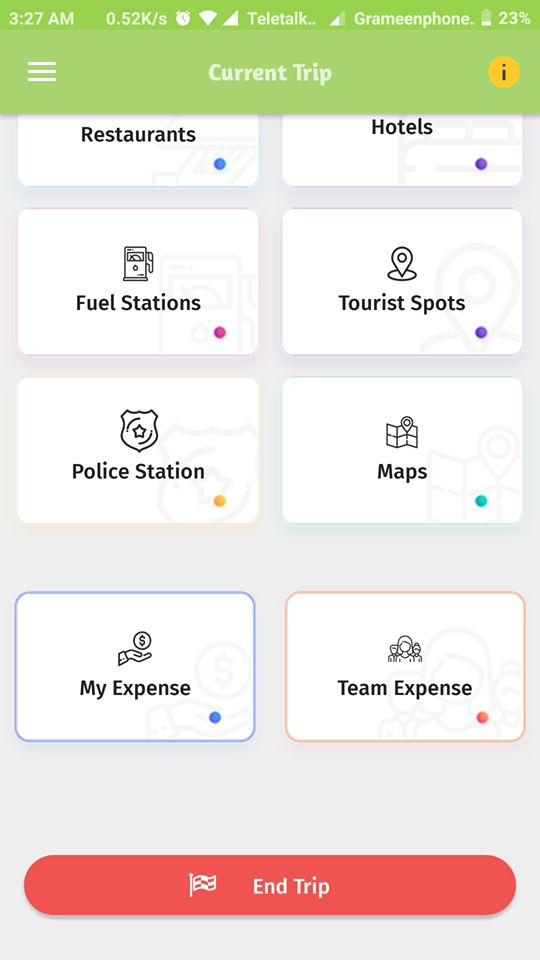 3:27 AM 0.52K/s Teletalk.. Grameenphone. 23%
Current Trip
i
Restaurants
Hotels
Fuel Stations
Tourist Spots
Police Station
Maps
My Expense
Team Expense
End Trip